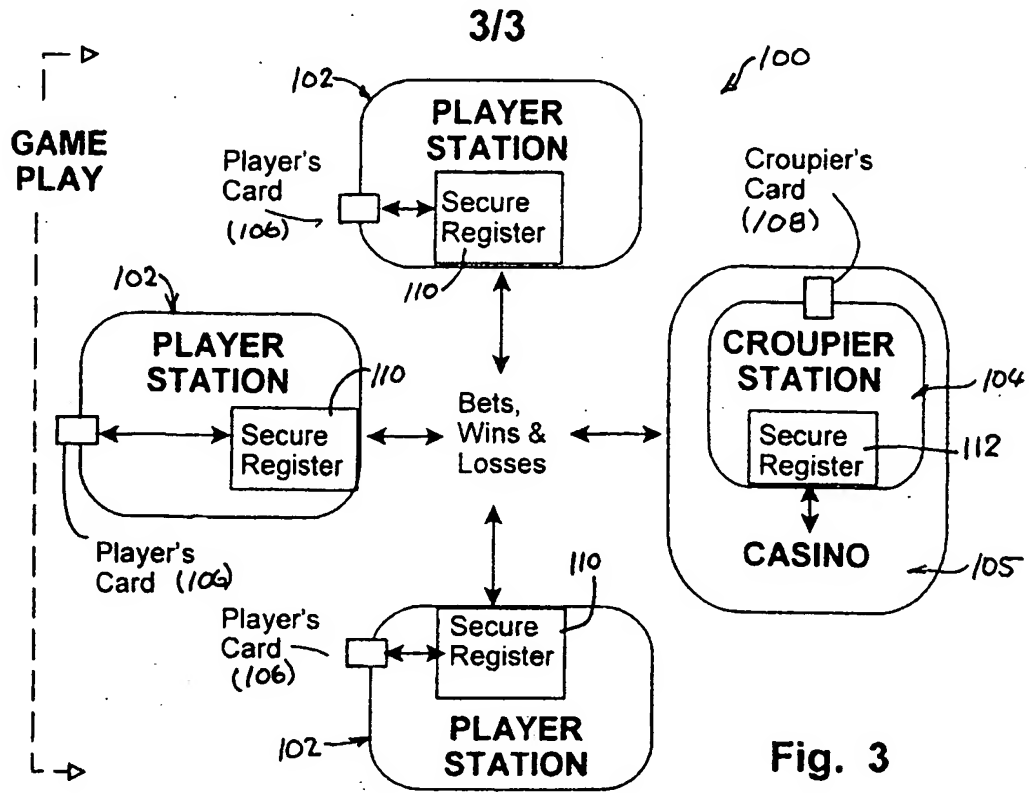 3/3
100
GAME
PLAY
102
PLAYER
STATION
Player's
Card
(106)
Secure
Register
110
Croupier's
Card
(108)
102
PLAYER
STATION
110
Secure
Register
Player's
Card (106)
Bets,
Wins &
Losses
CROUPIER
STATION
104
Secure
Register
112
CASINO
105
110
Player's
Card
(106)
Secure
Register
102
PLAYER
STATION
Fig. 3